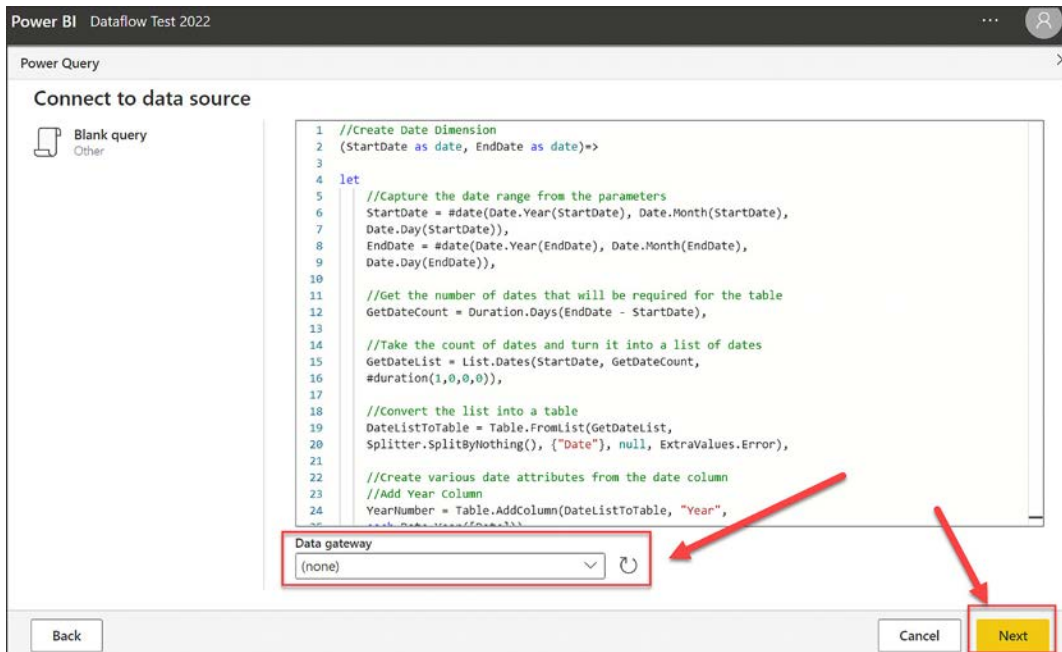 Power BI Dataflow Test 2022
Power Query
Connect to data source
Blank query
Other
1 //Create Date Dimension
2 (StartDate as date, EndDate as date)=>
3
4 let
5 //Capture the date range from the parameters
6 StartDate = #date(Date.Year(StartDate), Date.Month(StartDate),
7 Date.Day(StartDate)),
8 EndDate = #date(Date.Year(EndDate), Date.Month(EndDate),
9 Date.Day(EndDate)),
10
11 //Get the number of dates that will be required for the table
12 GetDateCount = Duration.Days(EndDate - StartDate),
13
14 //Take the count of dates and turn it into a list of dates
15 GetDateList = List.Dates(StartDate, GetDateCount,
16 #duration(1,0,0,0)),
17
18 //Convert the list into a table
19 DateListToTable = Table.FromList(GetDateList,
20 Splitter.SplitByNothing(), {"Date"}, null, ExtraValues.Error),
21
22 //Create various date attributes from the date column
23 //Add Year Column
24 YearNumber = Table.AddColumn(DateListToTable, "Year",
Data gateway
(none)
Back
Cancel
Next